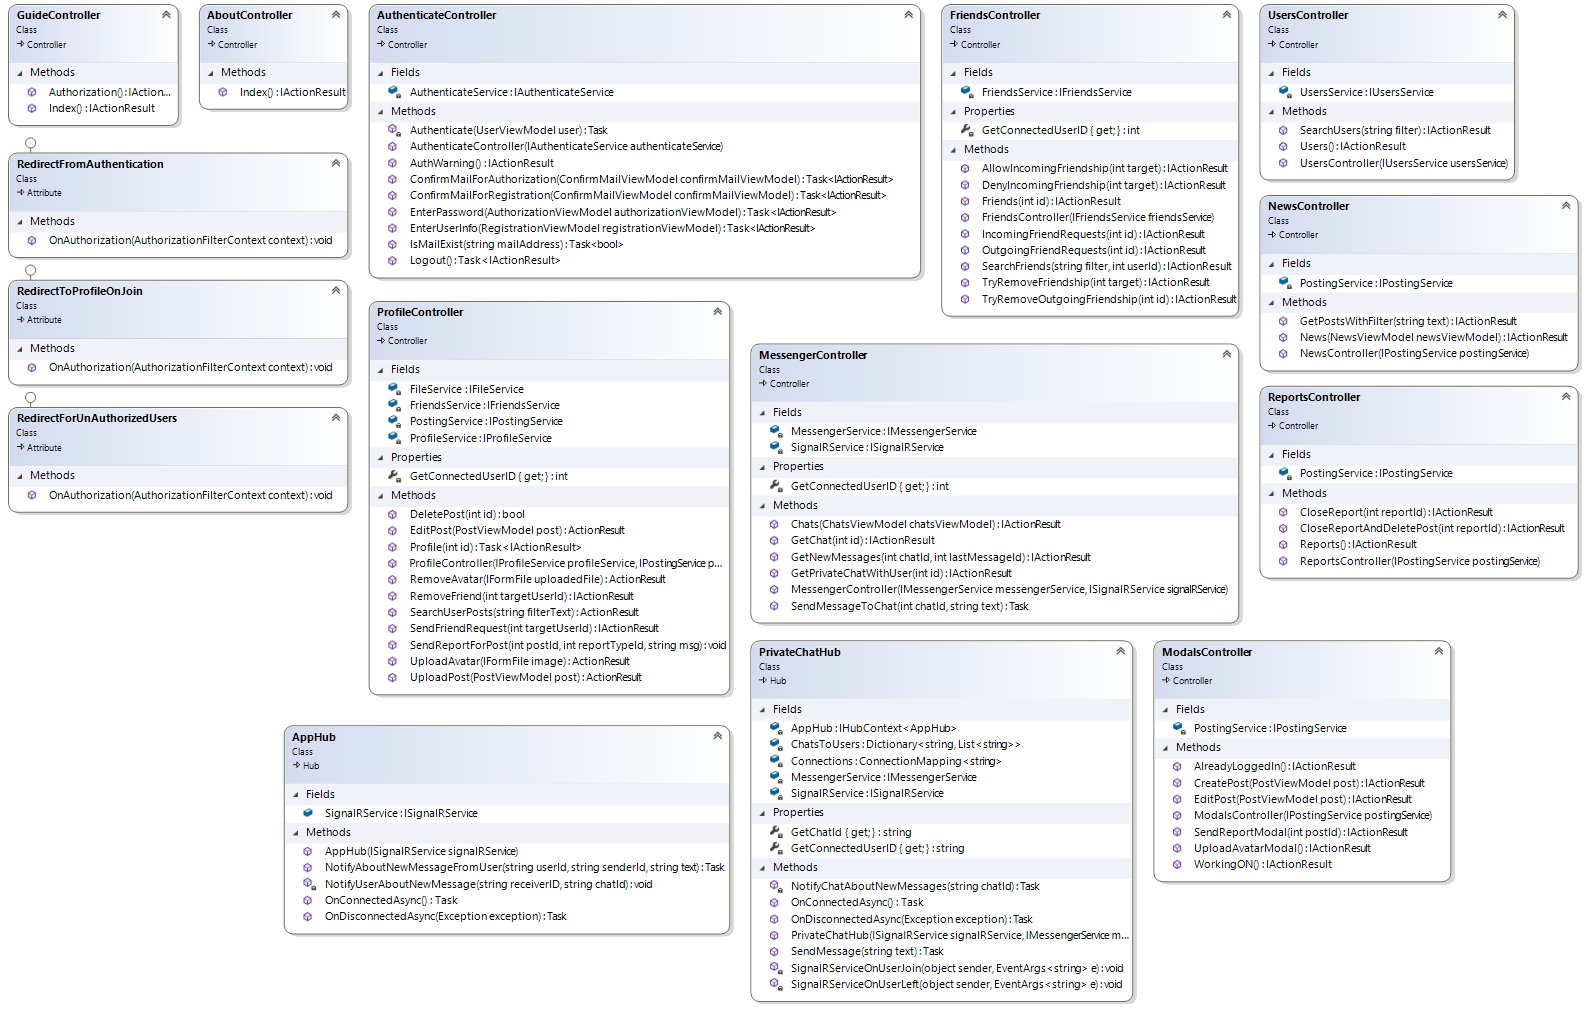 GuideController
Class
Controller
Methods
Authorization() : IAction...
Index() : IActionResult
AboutController
Class
Controller
Methods
Index() : IActionResult
RedirectFromAuthentication
Class
Attribute
Methods
OnAuthorization(AuthorizationFilterContext context) : void
RedirectToProfileOnJoin
Class
Attribute
Methods
OnAuthorization(AuthorizationFilterContext context) : void
RedirectForUnAuthorizedUsers
Class
Attribute
Methods
OnAuthorization(AuthorizationFilterContext context) : void
AuthenticateController
Class
Controller
Fields
AuthenticateService : IAuthenticateService
Methods
Authenticate(UserViewModel user) : Task
AuthenticateController(IAuthenticateService authenticateService)
AuthWarning() : IActionResult
ConfirmMailForAuthorization(ConfirmMailViewModel confirmMailViewModel) : Task<IActionResult>
ConfirmMailForRegistration(ConfirmMailViewModel confirmMailViewModel) : Task<IActionResult>
EnterPassword(AuthorizationViewModel authorizationViewModel) : Task<IActionResult>
EnterUserInfo(RegistrationViewModel registrationViewModel) : Task<IActionResult>
IsMailExist(string mailAddress) : Task<bool>
Logout() : Task<IActionResult>
ProfileController
Class
Controller
Fields
FileService : IFileService
FriendsService : IFriendsService
PostingService : IPostingService
ProfileService : IProfileService
Properties
GetConnectedUserID { get; } : int
Methods
DeletePost(int id) : bool
EditPost(PostViewModel post) : ActionResult
Profile(int id) : Task<IActionResult>
ProfileController(IProfileService profileService, IPostingService p...
RemoveAvatar(IFormFile uploadedFile) : ActionResult
RemoveFriend(int targetUserId) : IActionResult
SearchUserPosts(string filterText) : ActionResult
SendFriendRequest(int targetUserId) : IActionResult
SendReportForPost(int postId, int reportTypeId, string msg) : void
UploadAvatar(IFormFile image) : ActionResult
UploadPost(PostViewModel post) : ActionResult
AppHub
Class
Hub
Fields
SignalRService : ISignalRService
Methods
AppHub(ISignalRService signalRService)
NotifyAboutNewMessageFromUser(string userId, string senderId, string text) : Task
NotifyUserAboutNewMessage(string receiverID, string chatId) : void
OnConnectedAsync() : Task
OnDisconnectedAsync(Exception exception) : Task
FriendsController
Class
Controller
Fields
FriendsService : IFriendsService
Properties
GetConnectedUserID { get; } : int
Methods
AllowIncomingFriendship(int target) : IActionResult
DenyIncomingFriendship(int target) : IActionResult
Friends(int id) : IActionResult
FriendsController(IFriendsService friendsService)
IncomingFriendRequests(int id) : IActionResult
OutgoingFriendRequests(int id) : IActionResult
SearchFriends(string filter, int userId) : IActionResult
TryRemoveFriendship(int target) : IActionResult
TryRemoveOutgoingFriendship(int id) : IActionResult
MessengerController
Class
Controller
Fields
MessengerService : IMessengerService
SignalRService : ISignalRService
Properties
GetConnectedUserID { get; } : int
Methods
Chats(ChatsViewModel chatsViewModel) : IActionResult
GetChat(int id) : IActionResult
GetNewMessages(int chatId, int lastMessageId) : IActionResult
GetPrivateChatWithUser(int id) : IActionResult
MessengerController(IMessengerService messengerService, ISignalRService signalRService)
SendMessageToChat(int chatId, string text) : Task
PrivateChatHub
Class
Hub
Fields
AppHub : IHubContext<AppHub>
ChatsToUsers : Dictionary<string, List<string>>
Connections : ConnectionMapping<string>
MessengerService : IMessengerService
SignalRService : ISignalRService
Properties
GetChatId { get; } : string
GetConnectedUserID { get; } : string
Methods
NotifyChatAboutNewMessages(string chatId) : Task
OnConnectedAsync() : Task
OnDisconnectedAsync(Exception exception) : Task
PrivateChatHub(ISignalRService signalRService, IMessengerService m...
SendMessage(string text) : Task
SignalRServiceOnUserJoin(object sender, EventArgs<string> e) : void
SignalRServiceOnUserLeft(object sender, EventArgs<string> e) : void
UsersController
Class
Controller
Fields
UsersService : IUsersService
Methods
SearchUsers(string filter) : IActionResult
Users() : IActionResult
UsersController(IUsersService usersService)
NewsController
Class
Controller
Fields
PostingService : IPostingService
Methods
GetPostsWithFilter(string text) : IActionResult
News(NewsViewModel newsViewModel) : IActionResult
NewsController(IPostingService postingService)
ReportsController
Class
Controller
Fields
PostingService : IPostingService
Methods
CloseReport(int reportId) : IActionResult
CloseReportAndDeletePost(int reportId) : IActionResult
Reports() : IActionResult
ReportsController(IPostingService postingService)
ModalsController
Class
Controller
Fields
PostingService : IPostingService
Methods
AlreadyLoggedIn() : IActionResult
CreatePost(PostViewModel post) : IActionResult
EditPost(PostViewModel post) : IActionResult
ModalsController(IPostingService postingService)
SendReportModal(int postId) : IActionResult
UploadAvatarModal() : IActionResult
WorkingON() : IActionResult